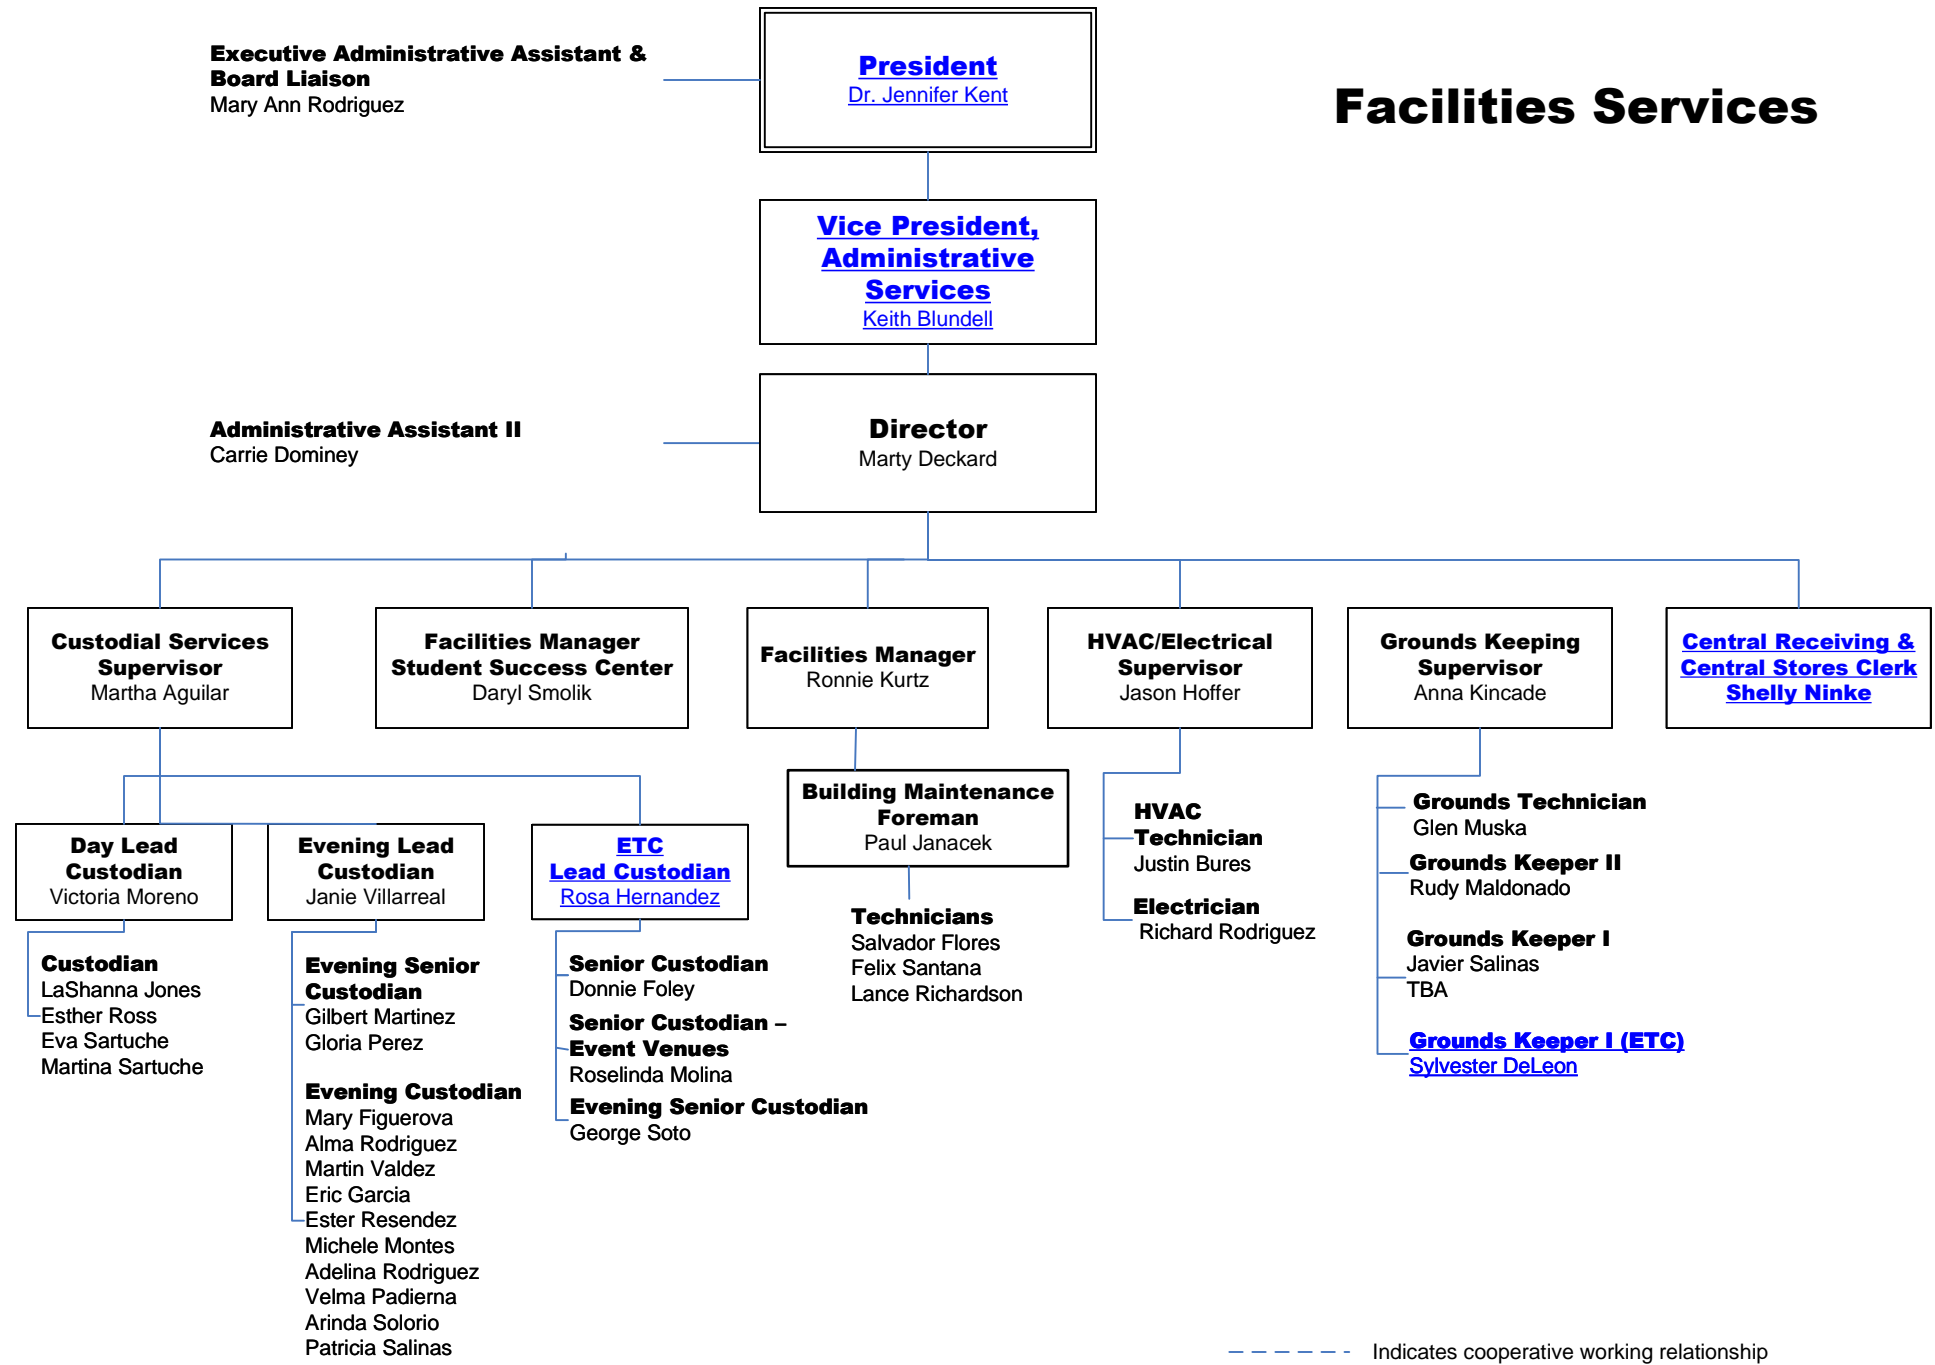 Executive Administrative Assistant &
Board Liaison
Mary Ann Rodriguez
President
Dr. Jennifer Kent
Facilities Services
Vice President,
Administrative
Services
Keith Blundell
Administrative Assistant II
Carrie Dominey
Director
Marty Deckard
Custodial Services
Supervisor
Martha Aguilar
Facilities Manager
Student Success Center
Daryl Smolik
Facilities Manager
Ronnie Kurtz
HVAC/Electrical
Supervisor
Jason Hoffer
Grounds Keeping
Supervisor
Anna Kincade
Central Receiving &
Central Stores Clerk
Shelly Ninke
Day Lead
Custodian
Victoria Moreno
Evening Lead
Custodian
Janie Villarreal
ETC
Lead Custodian
Rosa Hernandez
Building Maintenance
Foreman
Paul Janacek
HVAC
Technician
Justin Bures
Electrician
Richard Rodriguez
Grounds Technician
Glen Muska
Grounds Keeper II
Rudy Maldonado
Grounds Keeper I
Javier Salinas
TBA
Grounds Keeper I (ETC)
Sylvester DeLeon
Custodian
LaShanna Jones
Esther Ross
Eva Sartuche
Martina Sartuche
Evening Senior
Custodian
Gilbert Martinez
Gloria Perez
Evening Custodian
Mary Figuerova
Alma Rodriguez
Martin Valdez
Eric Garcia
Ester Resendez
Michele Montes
Adelina Rodriguez
Velma Padierna
Arinda Solorio
Patricia Salinas
Senior Custodian
Donnie Foley
Senior Custodian –
Event Venues
Roselinda Molina
Evening Senior Custodian
George Soto
Technicians
Salvador Flores
Felix Santana
Lance Richardson
Indicates cooperative working relationship